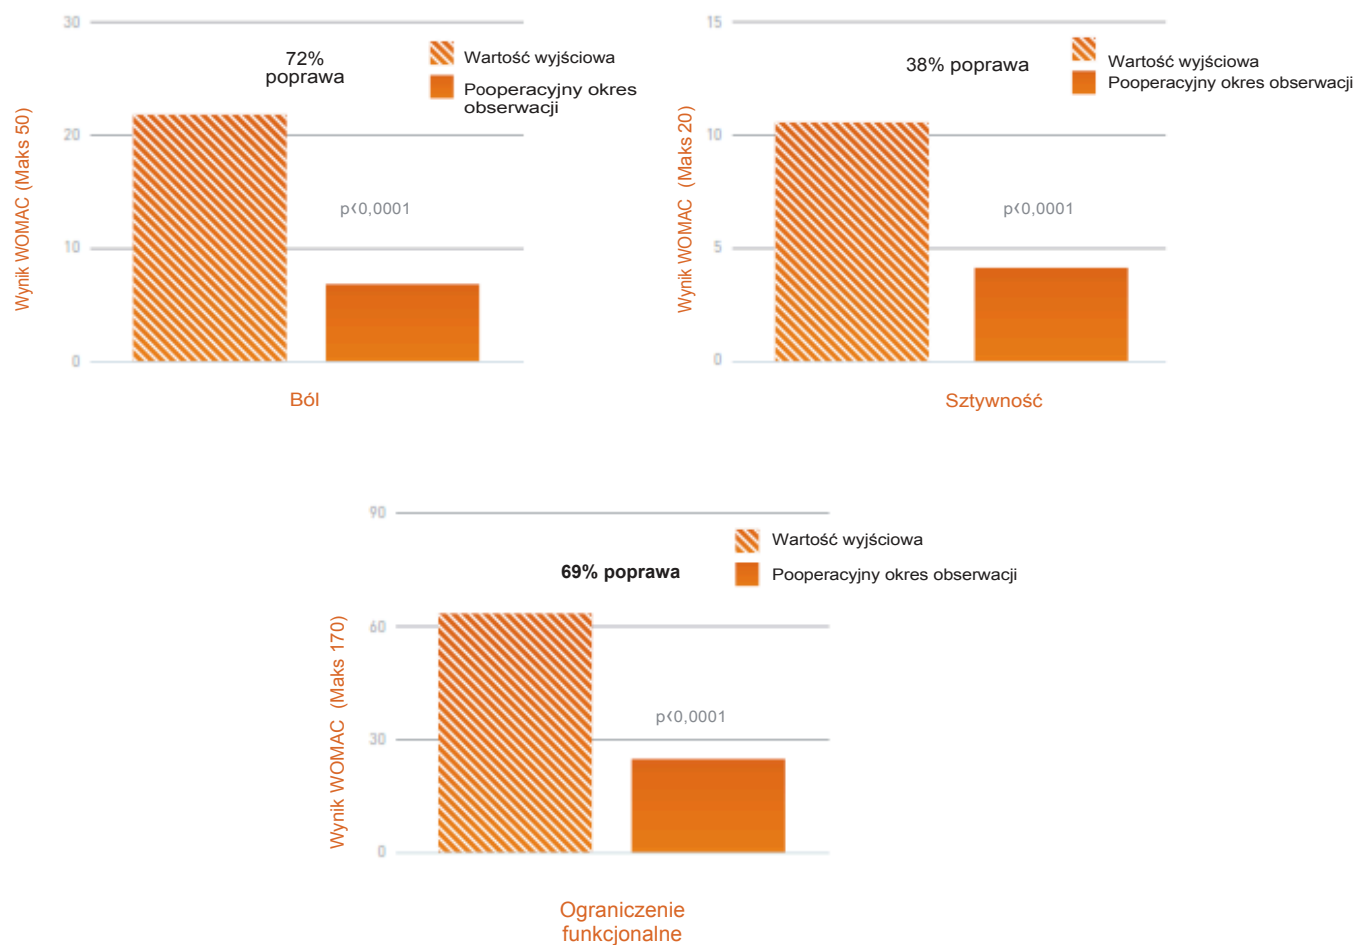 30
20
10
0
Wynik WOMAC (Maks 50)
72%
poprawa
Wartość wyjściowa
Pooperacyjny okres
obserwacji
p<0,0001
Ból
15
10
5
0
Wynik WOMAC (Maks 20)
38% poprawa
Wartość wyjściowa
Pooperacyjny okres obserwacji
p<0,0001
Sztywność
90
60
30
0
Wynik WOMAC (Maks 170)
69% poprawa
Wartość wyjściowa
Pooperacyjny okres obserwacji
p<0,0001
Ograniczenie
funkcjonalne